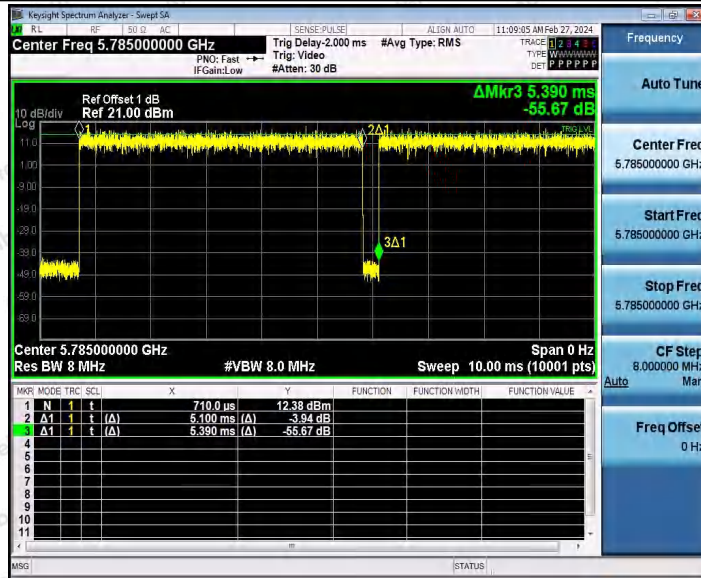 Keysight Spectrum Analyzer - Swept SA
RL RF 50 Ω AC SENSE:PULSE ALIGN AUTO 11:09:05 AM Feb 27, 2024
Center Freq 5.785000000 GHz
PNO: Fast
IFGain:Low
Trig Delay-2.000 ms
Trig: Video
#Atten: 30 dB
#Avg Type: RMS
TRACE 1 2 3 4 5 6
TYPE WWWWWW
DET P P P P P P
ΔMkr3 5.390 ms
-55.67 dB
Ref Offset 1 dB
10 dB/div Ref 21.00 dBm
Log
1
2Δ1
TRIG LVL
11.0
1.00
-9.00
-19.0
-29.0
3Δ1
-39.0
-49.0
-59.0
-69.0
Center 5.785000000 GHz Span 0 Hz
Res BW 8 MHz #VBW 8.0 MHz Sweep 10.00 ms (10001 pts)
MKR MODE TRC SCL X Y FUNCTION FUNCTION WIDTH FUNCTION VALUE
1 N 1 t 710.0 µs 12.38 dBm
2 Δ1 1 t (Δ) 5.100 ms (Δ) -3.94 dB
3 Δ1 1 t (Δ) 5.390 ms (Δ) -55.67 dB
4
5
6
7
8
9
10
11
MSG STATUS
Frequency
Auto Tune
Center Freq
5.785000000 GHz
Start Freq
5.785000000 GHz
Stop Freq
5.785000000 GHz
CF Step
8.000000 MHz
Auto Man
Freq Offset
0 Hz